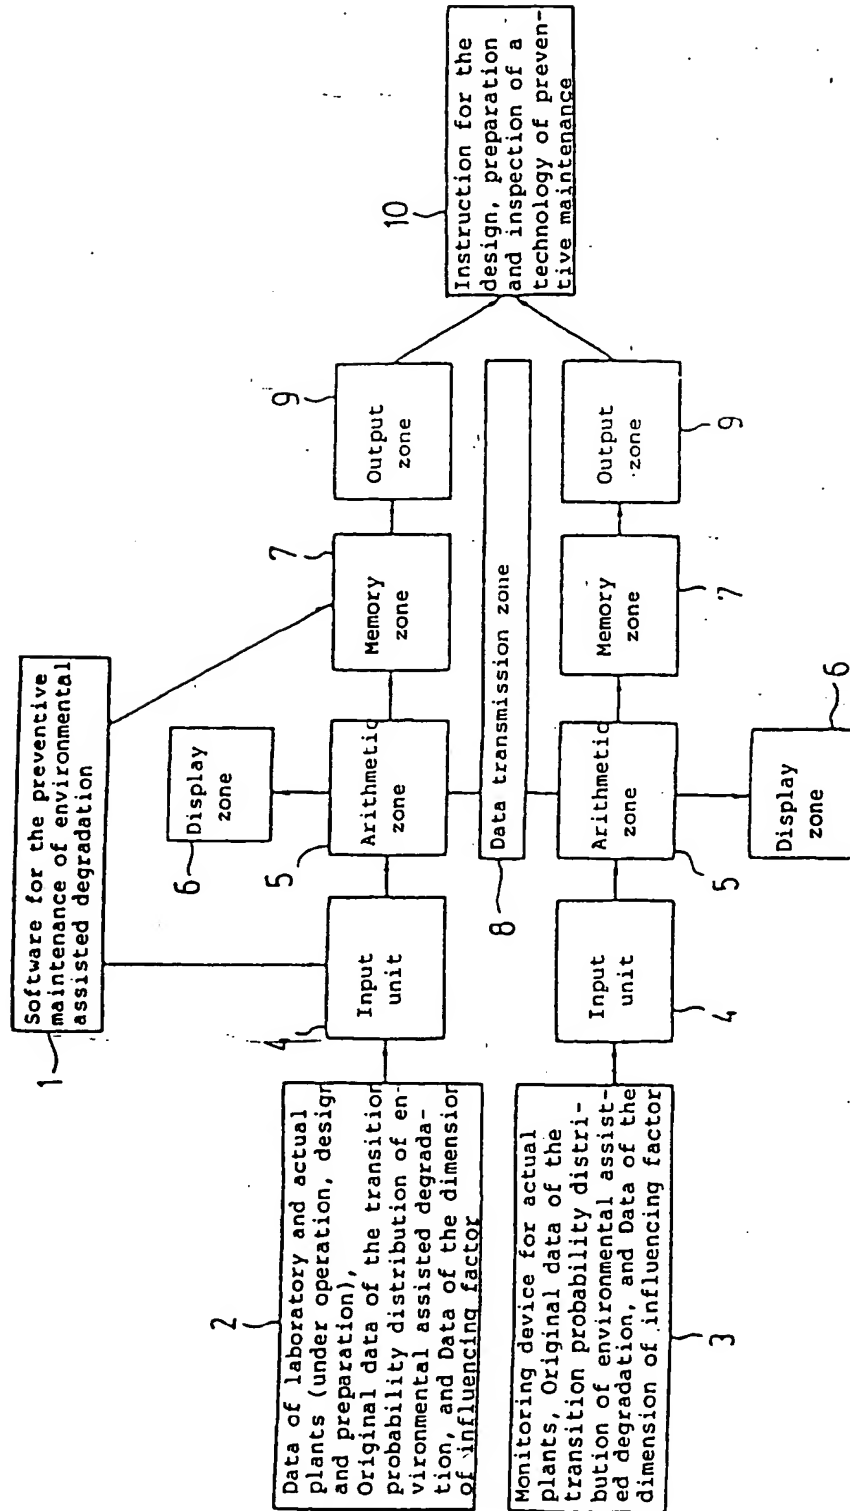 1
Software for the preventive
maintenance of environmental
assisted degradation
2
Data of laboratory and actual
plants (under operation, design
and preparation),
Original data of the transition
probability distribution of en-
vironmental assisted degrada-
tion, and Data of the dimension
of influencing factor
4
Input
unit
5
Arithmetic
zone
6
Display
zone
7
Memory
zone
9
Output
zone
8
Data transmission zone
10
Instruction for the
design, preparation
and inspection of a
technology of preven-
tive maintenance
3
Monitoring device for actual
plants, Original data of the
transition probability distri-
bution of environmental assist-
ed degradation, and Data of the
dimension of influencing factor
4
Input
unit
5
Arithmetic
zone
6
Display
zone
7
Memory
zone
9
Output
zone